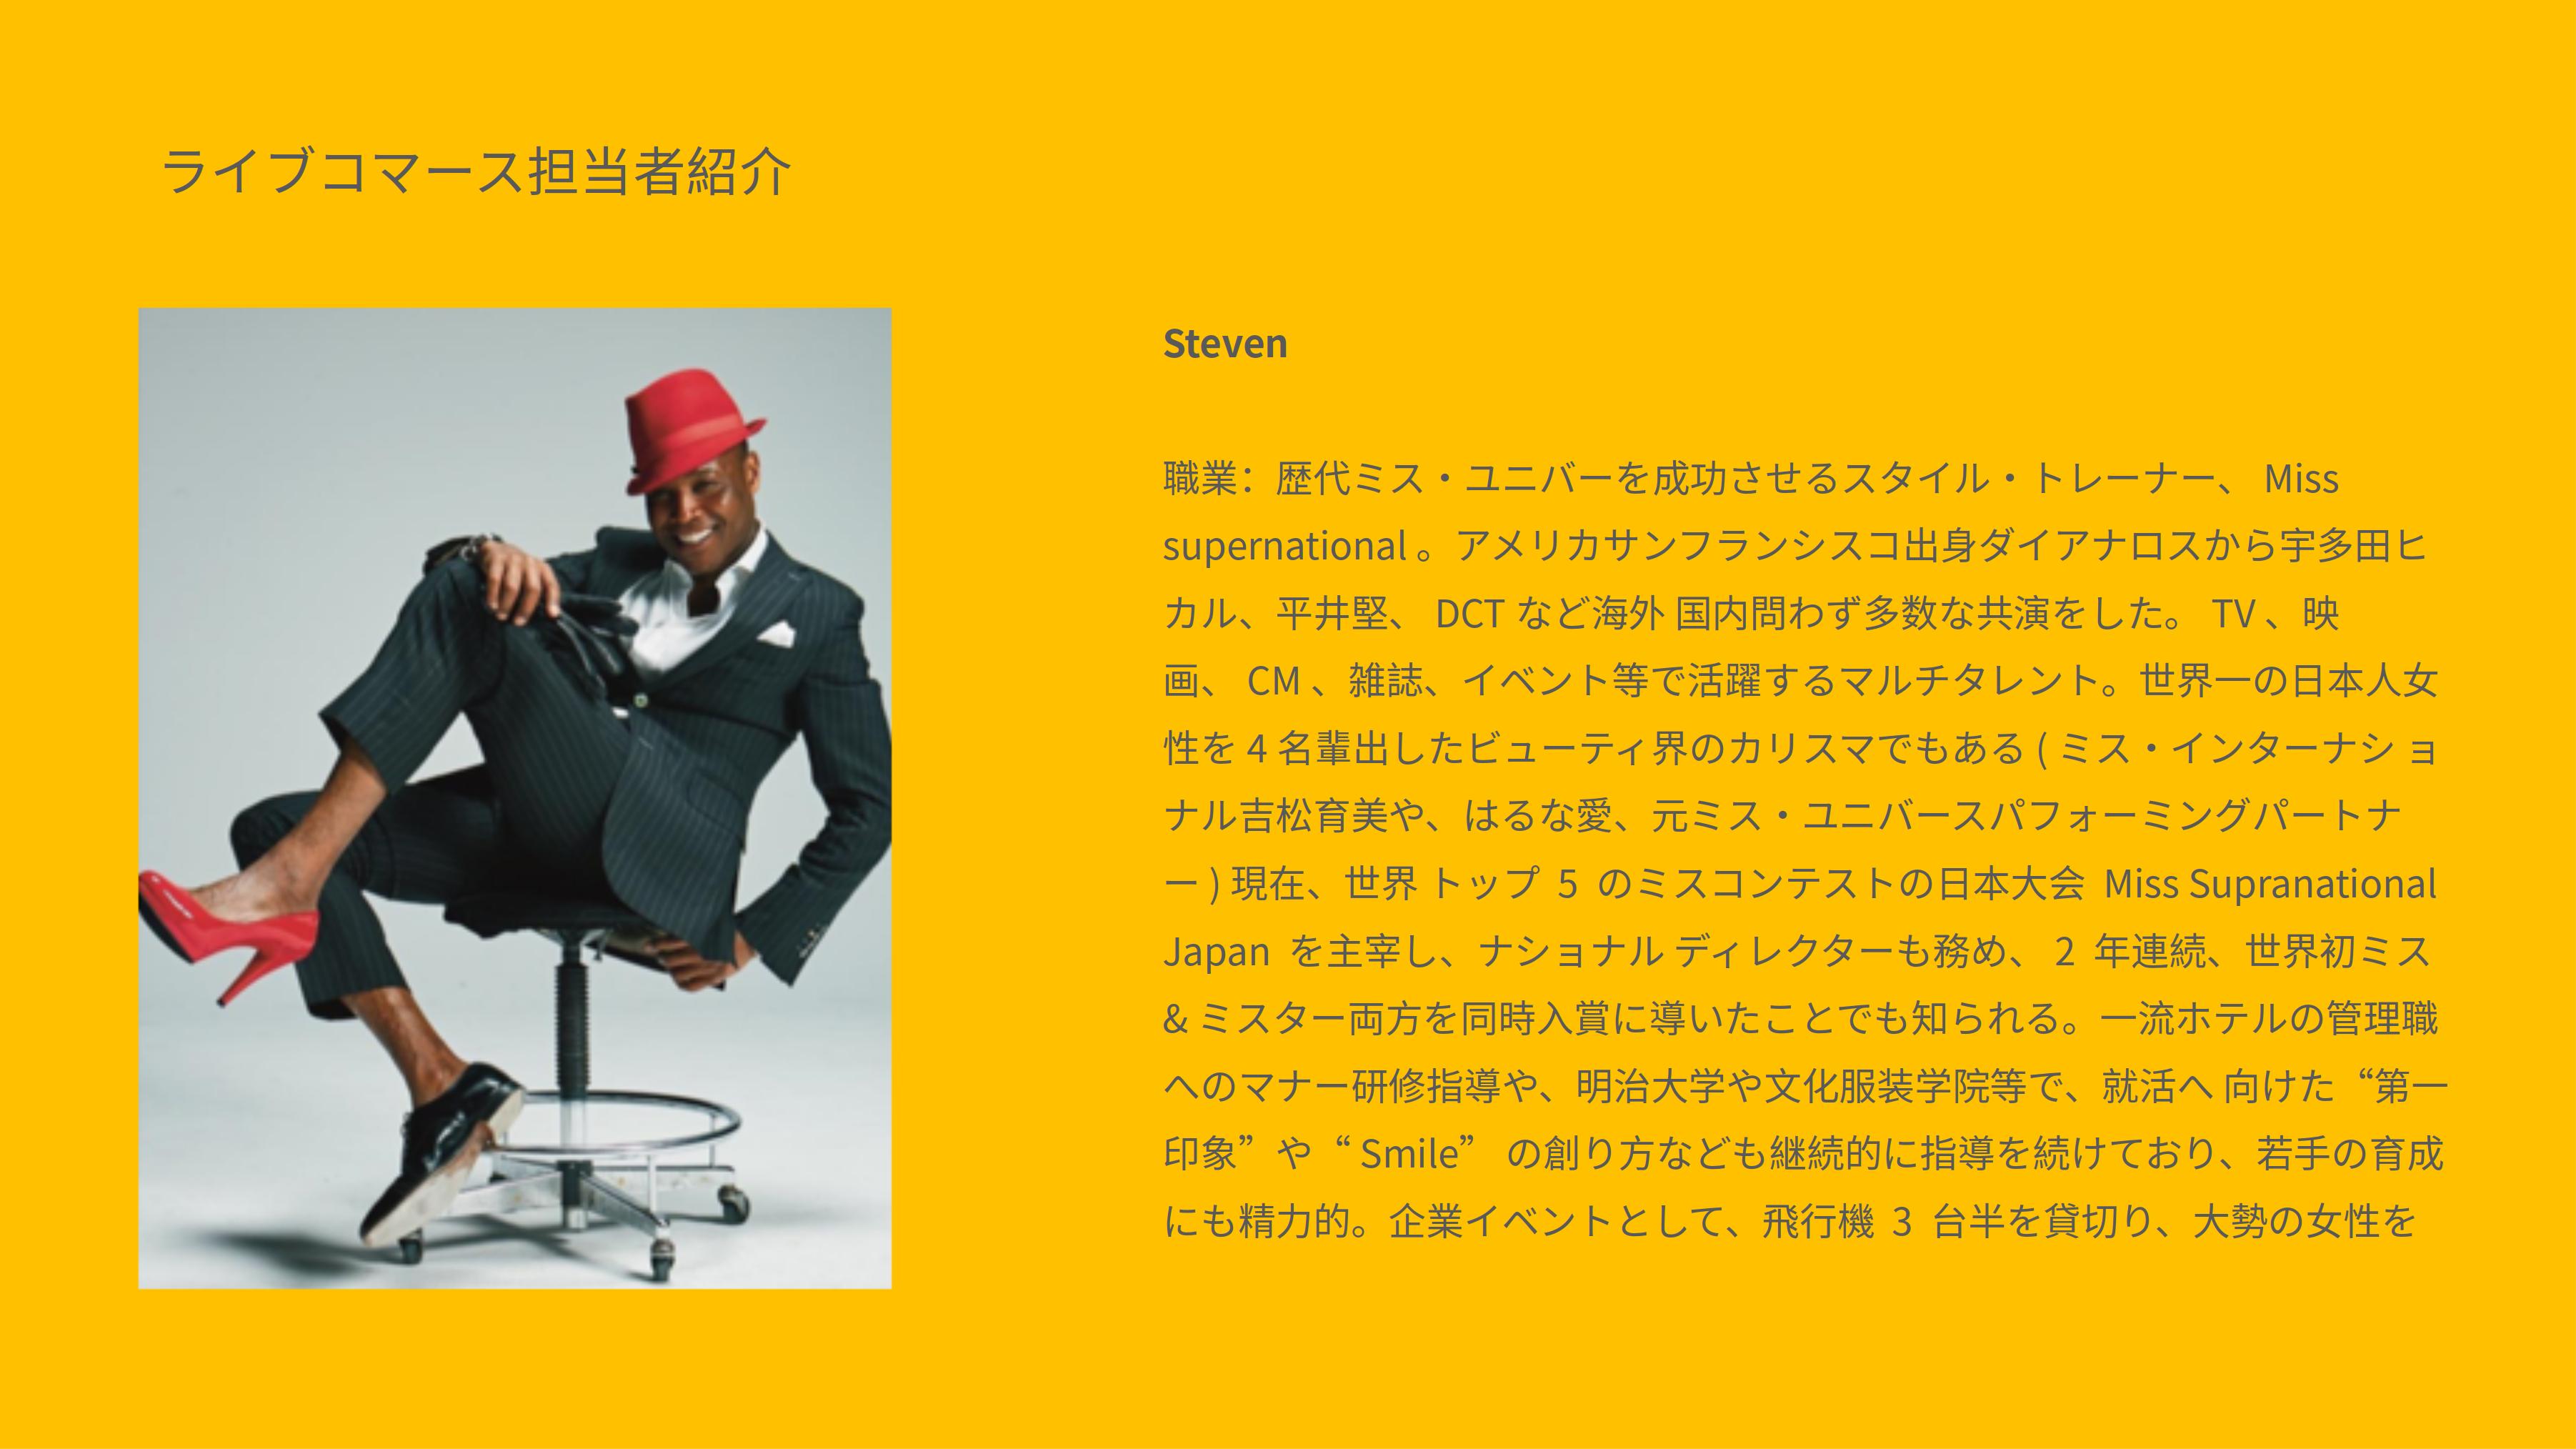 ライブコマース担当者紹介
Steven
職業：歴代ミス・ユニバーを成功させるスタイル・トレーナー、 Miss
supernational 。アメリカサンフランシスコ出身ダイアナロスから宇多田ヒ
カル、平井堅、 DCT など海外 国内問わず多数な共演をした。 TV 、映
画、 CM 、雑誌、イベント等で活躍するマルチタレント。世界一の日本人女
性を 4 名輩出したビューティ界のカリスマでもある ( ミス・インターナシ ョ
ナル吉松育美や、はるな愛、元ミス・ユニバースパフォーミングパートナ
ー ) 現在、世界 トップ 5 のミスコンテストの日本大会 Miss Supranational
Japan を主宰し、ナショナル ディレクターも務め、 2 年連続、世界初ミス
& ミスター両方を同時入賞に導いたことでも知られる。一流ホテルの管理職
へのマナー研修指導や、明治大学や文化服装学院等で、就活へ 向けた “第一
印象” や “ Smile” の創り方なども継続的に指導を続けており、若手の育成
にも精力的。企業イベントとして、飛行機 3 台半を貸切り、大勢の女性を